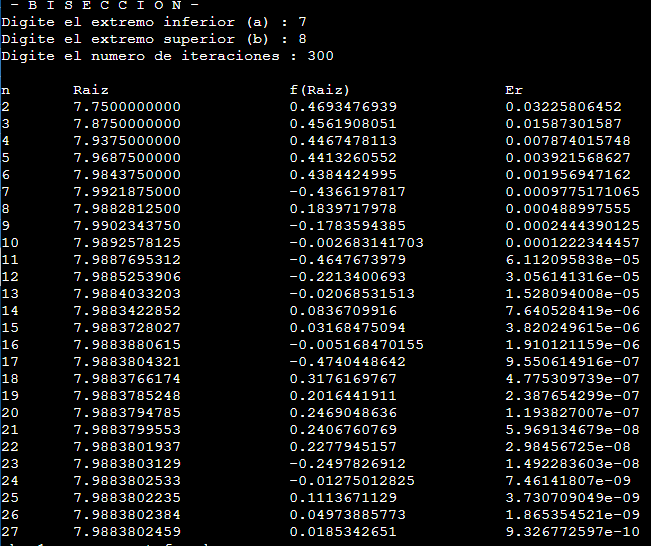 - B I S E C C I O N -
Digite el extremo inferior (a) : 7
Digite el extremo superior (b) : 8
Digite el numero de iteraciones : 300
n Raiz f(Raiz) Er
2 7.7500000000 0.4693476939 0.03225806452
3 7.8750000000 0.4561908051 0.01587301587
4 7.9375000000 0.4467478113 0.007874015748
5 7.9687500000 0.4413260552 0.003921568627
6 7.9843750000 0.4384424995 0.001956947162
7 7.9921875000 -0.4366197817 0.0009775171065
8 7.9882812500 0.1839717978 0.000488997555
9 7.9902343750 -0.1783594385 0.0002444390125
10 7.9892578125 -0.002683141703 0.0001222344457
11 7.9887695312 -0.4647673979 6.112095838e-05
12 7.9885253906 -0.2213400693 3.056141316e-05
13 7.9884033203 -0.02068531513 1.528094008e-05
14 7.9883422852 0.0836709916 7.640528419e-06
15 7.9883728027 0.03168475094 3.820249615e-06
16 7.9883880615 -0.005168470155 1.910121159e-06
17 7.9883804321 -0.4740448642 9.550614916e-07
18 7.9883766174 0.3176169767 4.775309739e-07
19 7.9883785248 0.2016441911 2.387654299e-07
20 7.9883794785 0.2469048636 1.193827007e-07
21 7.9883799553 0.2406760769 5.969134679e-08
22 7.9883801937 0.2277945157 2.98456725e-08
23 7.9883803129 -0.2497826912 1.492283603e-08
24 7.9883802533 -0.01275012825 7.46141807e-09
25 7.9883802235 0.1113671129 3.730709049e-09
26 7.9883802384 0.04973885773 1.865354521e-09
27 7.9883802459 0.0185342651 9.326772597e-10